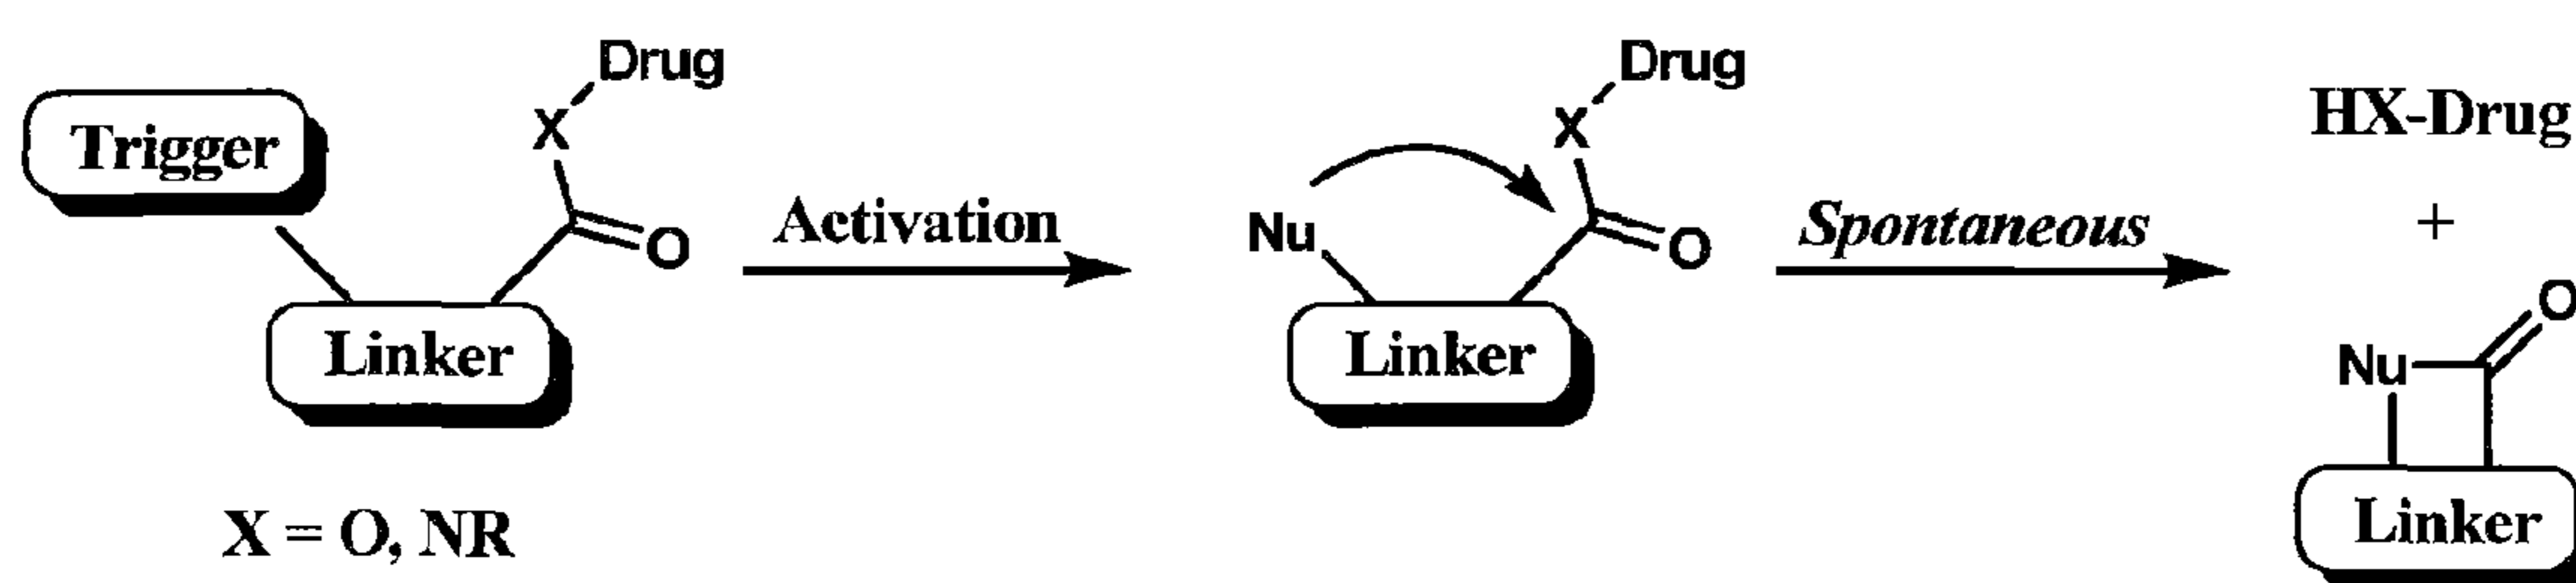 Trigger
Drug
X
O
Linker
X = O, NR
Activation
Drug
X
Nu
O
Linker
Spontaneous
HX-Drug
+
O
Nu
Linker